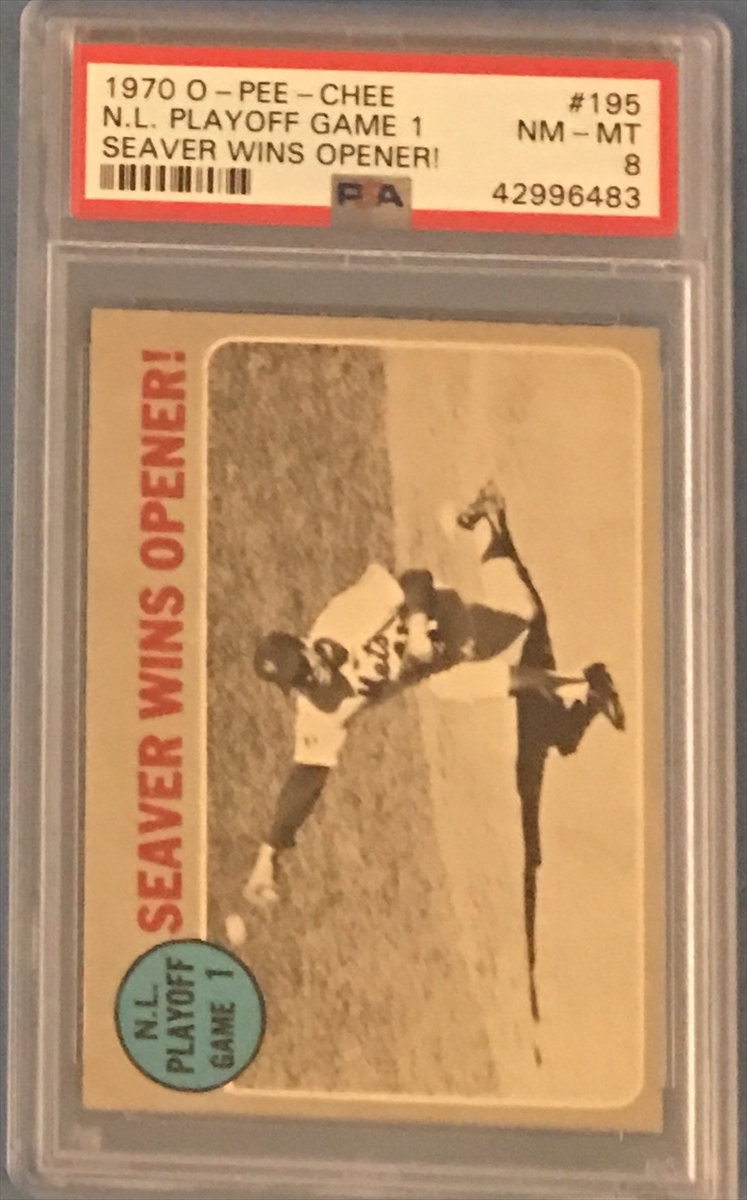 1970 O-PEE-CHEE #195
N.L. PLAYOFF GAME 1 NM-MT
SEAVER WINS OPENER! 8
PSA 42996483
SEAVER WINS OPENER!
N.L.
PLAYOFF
GAME 1
Mets